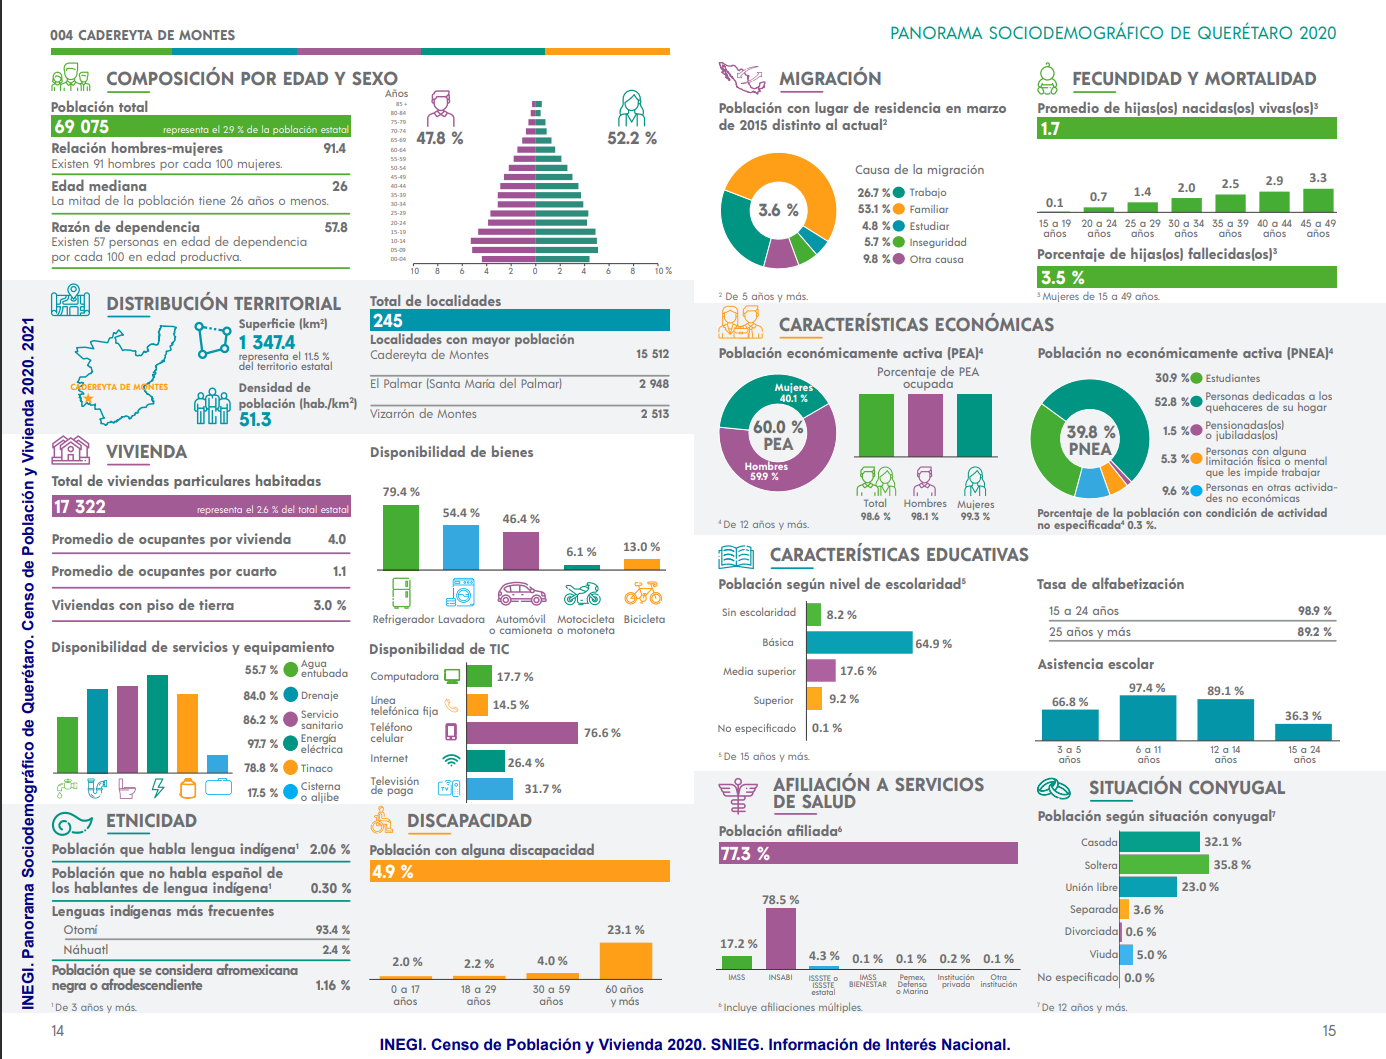 004 CADEREYTA DE MONTES
PANORAMA SOCIODEMOGRÁFICO DE QUERÉTARO 2020
COMPOSICIÓN POR EDAD Y SEXO
Población total
69 075 representa el 2.9 % de la población estatal
Relación hombres-mujeres 91.4
Existen 91 hombres por cada 100 mujeres.
Edad mediana 26
La mitad de la población tiene 26 años o menos.
Razón de dependencia 57.8
Existen 57 personas en edad de dependencia
por cada 100 en edad productiva.
Años
85 +
80-84
75-79
70-74
65-69
60-64
55-59
50-54
45-49
40-44
35-39
30-34
25-29
20-24
15-19
10-14
05-09
00-04
47.8 %
52.2 %
10 8 6 4 2 0 2 4 6 8 10 %
DISTRIBUCIÓN TERRITORIAL
CADEREYTA DE MONTES
Superficie (km²)
1 347.4
representa el 11.5 %
del territorio estatal
Densidad de
población (hab./km²)
51.3
Total de localidades
245
Localidades con mayor población
Cadereyta de Montes 15 512
El Palmar (Santa María del Palmar) 2 948
Vizarrón de Montes 2 513
VIVIENDA
Total de viviendas particulares habitadas
17 322 representa el 2.6 % del total estatal
Promedio de ocupantes por vivienda 4.0
Promedio de ocupantes por cuarto 1.1
Viviendas con piso de tierra 3.0 %
Disponibilidad de servicios y equipamiento
55.7 % Agua
entubada
84.0 % Drenaje
86.2 % Servicio
sanitario
97.7 % Energía
eléctrica
78.8 % Tinaco
17.5 % Cisterna
o aljibe
Disponibilidad de bienes
79.4 %
54.4 %
46.4 %
6.1 %
13.0 %
Refrigerador Lavadora Automóvil Motocicleta Bicicleta
o camioneta o motoneta
Disponibilidad de TIC
Computadora 17.7 %
Línea
telefónica fija 14.5 %
Teléfono
celular 76.6 %
Internet 26.4 %
Televisión
de paga TV 31.7 %
ETNICIDAD
Población que habla lengua indígena¹ 2.06 %
Población que no habla español de
los hablantes de lengua indígena¹ 0.30 %
Lenguas indígenas más frecuentes
Otomí 93.4 %
Náhuatl 2.4 %
Población que se considera afromexicana
negra o afrodescendiente 1.16 %
¹ De 3 años y más.
DISCAPACIDAD
Población con alguna discapacidad
4.9 %
2.0 % 2.2 % 4.0 % 23.1 %
0 a 17 18 a 29 30 a 59 60 años
años años años y más
MIGRACIÓN
Población con lugar de residencia en marzo
de 2015 distinto al actual²
3.6 %
Causa de la migración
26.7 % Trabajo
53.1 % Familiar
4.8 % Estudiar
5.7 % Inseguridad
9.8 % Otra causa
² De 5 años y más.
FECUNDIDAD Y MORTALIDAD
Promedio de hijas(os) nacidas(os) vivas(os)³
1.7
0.1 0.7 1.4 2.0 2.5 2.9 3.3
15 a 19 20 a 24 25 a 29 30 a 34 35 a 39 40 a 44 45 a 49
años años años años años años años
Porcentaje de hijas(os) fallecidas(os)³
3.5 %
³ Mujeres de 15 a 49 años.
CARACTERÍSTICAS ECONÓMICAS
Población económicamente activa (PEA)⁴
Mujeres
40.1 %
60.0 %
PEA
Hombres
59.9 %
⁴ De 12 años y más.
Porcentaje de PEA
ocupada
Total Hombres Mujeres
98.6 % 98.1 % 99.3 %
Población no económicamente activa (PNEA)⁴
39.8 %
PNEA
30.9 % Estudiantes
52.8 % Personas dedicadas a los
quehaceres de su hogar
1.5 % Pensionadas(os)
o jubiladas(os)
5.3 % Personas con alguna
limitación física o mental
que les impide trabajar
9.6 % Personas en otras activida-
des no económicas
Porcentaje de la población con condición de actividad
no especificada⁴ 0.3 %.
CARACTERÍSTICAS EDUCATIVAS
Población según nivel de escolaridad⁵
Sin escolaridad 8.2 %
Básica 64.9 %
Media superior 17.6 %
Superior 9.2 %
No especificado 0.1 %
⁵ De 15 años y más.
Tasa de alfabetización
15 a 24 años 98.9 %
25 años y más 89.2 %
Asistencia escolar
66.8 % 97.4 % 89.1 % 36.3 %
3 a 5 6 a 11 12 a 14 15 a 24
años años años años
AFILIACIÓN A SERVICIOS
DE SALUD
Población afiliada⁶
77.3 %
17.2 % 78.5 % 4.3 % 0.1 % 0.1 % 0.2 % 0.1 %
IMSS INSABI ISSSTE o IMSS Pemex, Institución Otra
ISSSTE BIENESTAR Defensa privada institución
estatal o Marina
⁶ Incluye afiliaciones múltiples.
SITUACIÓN CONYUGAL
Población según situación conyugal⁷
Casada 32.1 %
Soltera 35.8 %
Unión libre 23.0 %
Separada 3.6 %
Divorciada 0.6 %
Viuda 5.0 %
No especificado 0.0 %
⁷ De 12 años y más.
14
15
INEGI. Panorama Sociodemográfico de Querétaro. Censo de Población y Vivienda 2020. 2021
INEGI. Censo de Población y Vivienda 2020. SNIEG. Información de Interés Nacional.